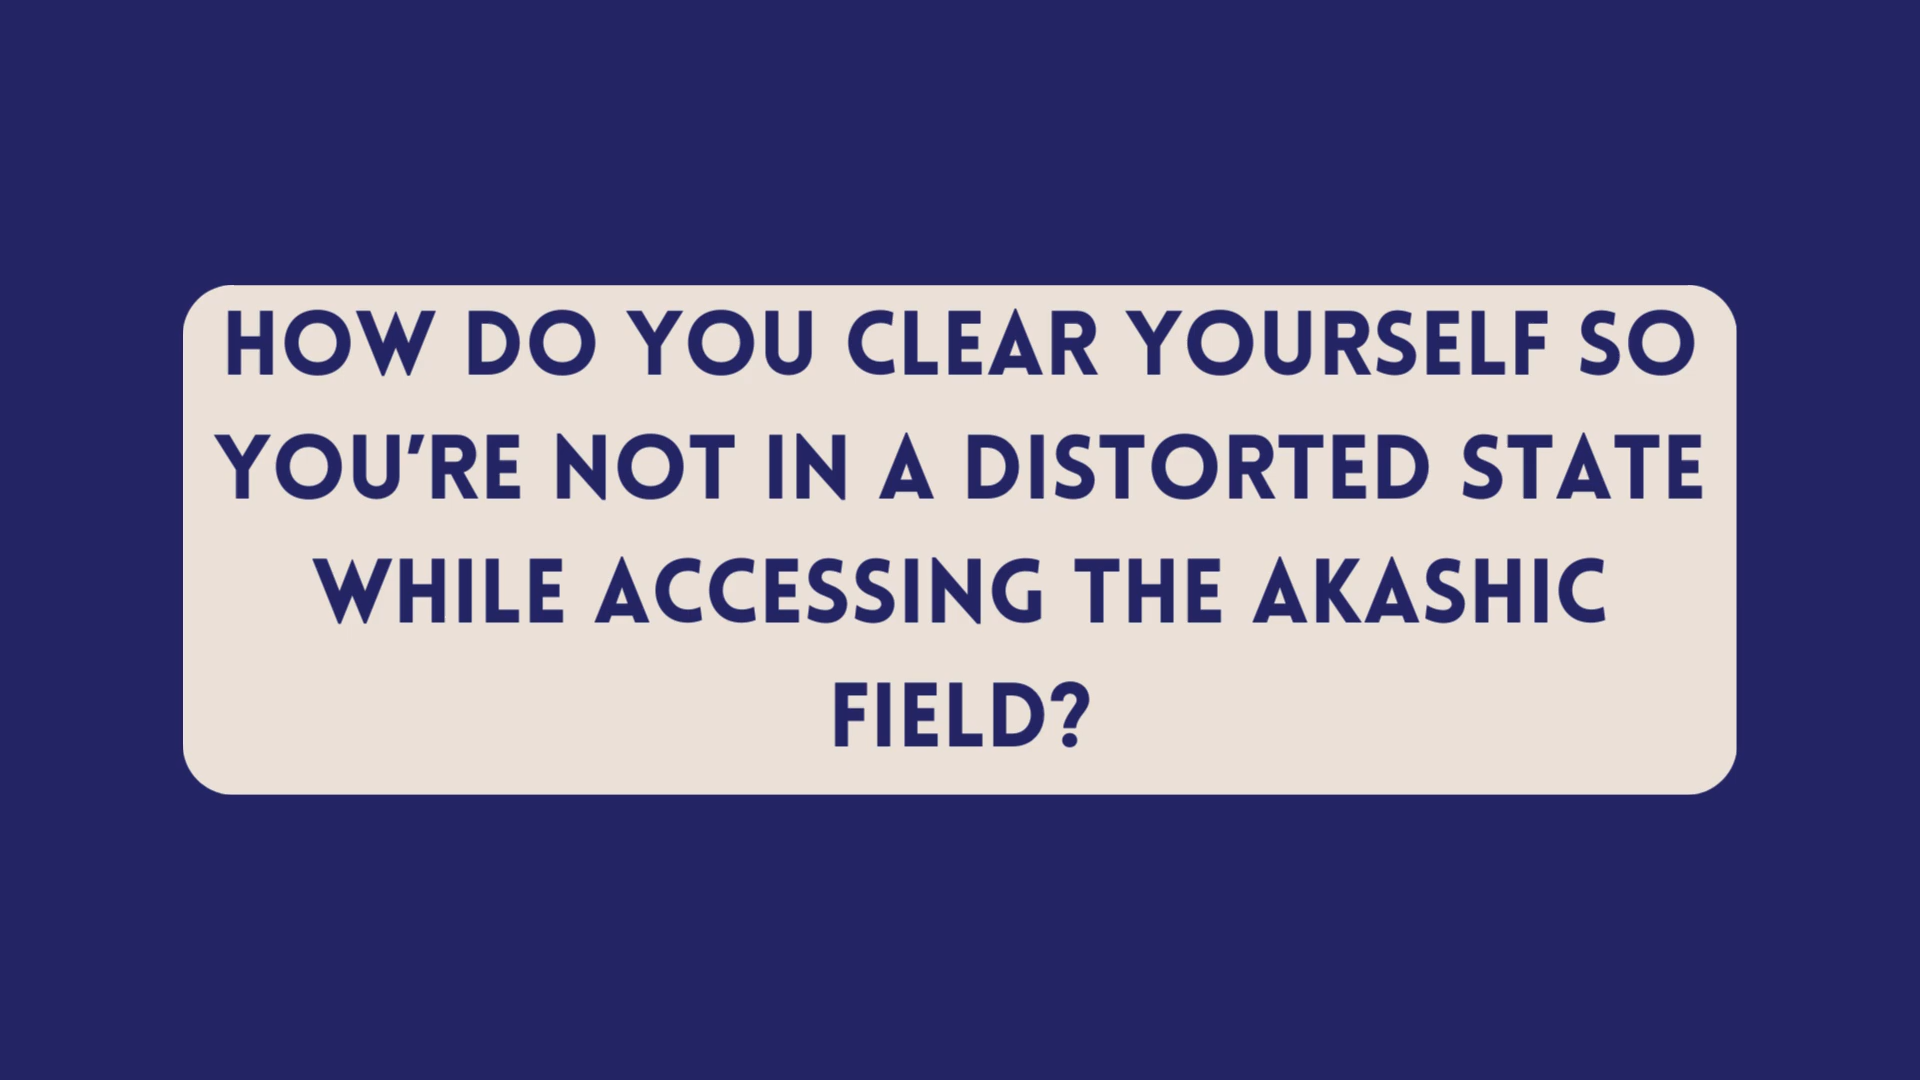 HOW DO YOU CLEAR YOURSELF SO
YOU'RE NOT IN A DISTORTED STATE
WHILE ACCESSING THE AKASHIC
FIELD?